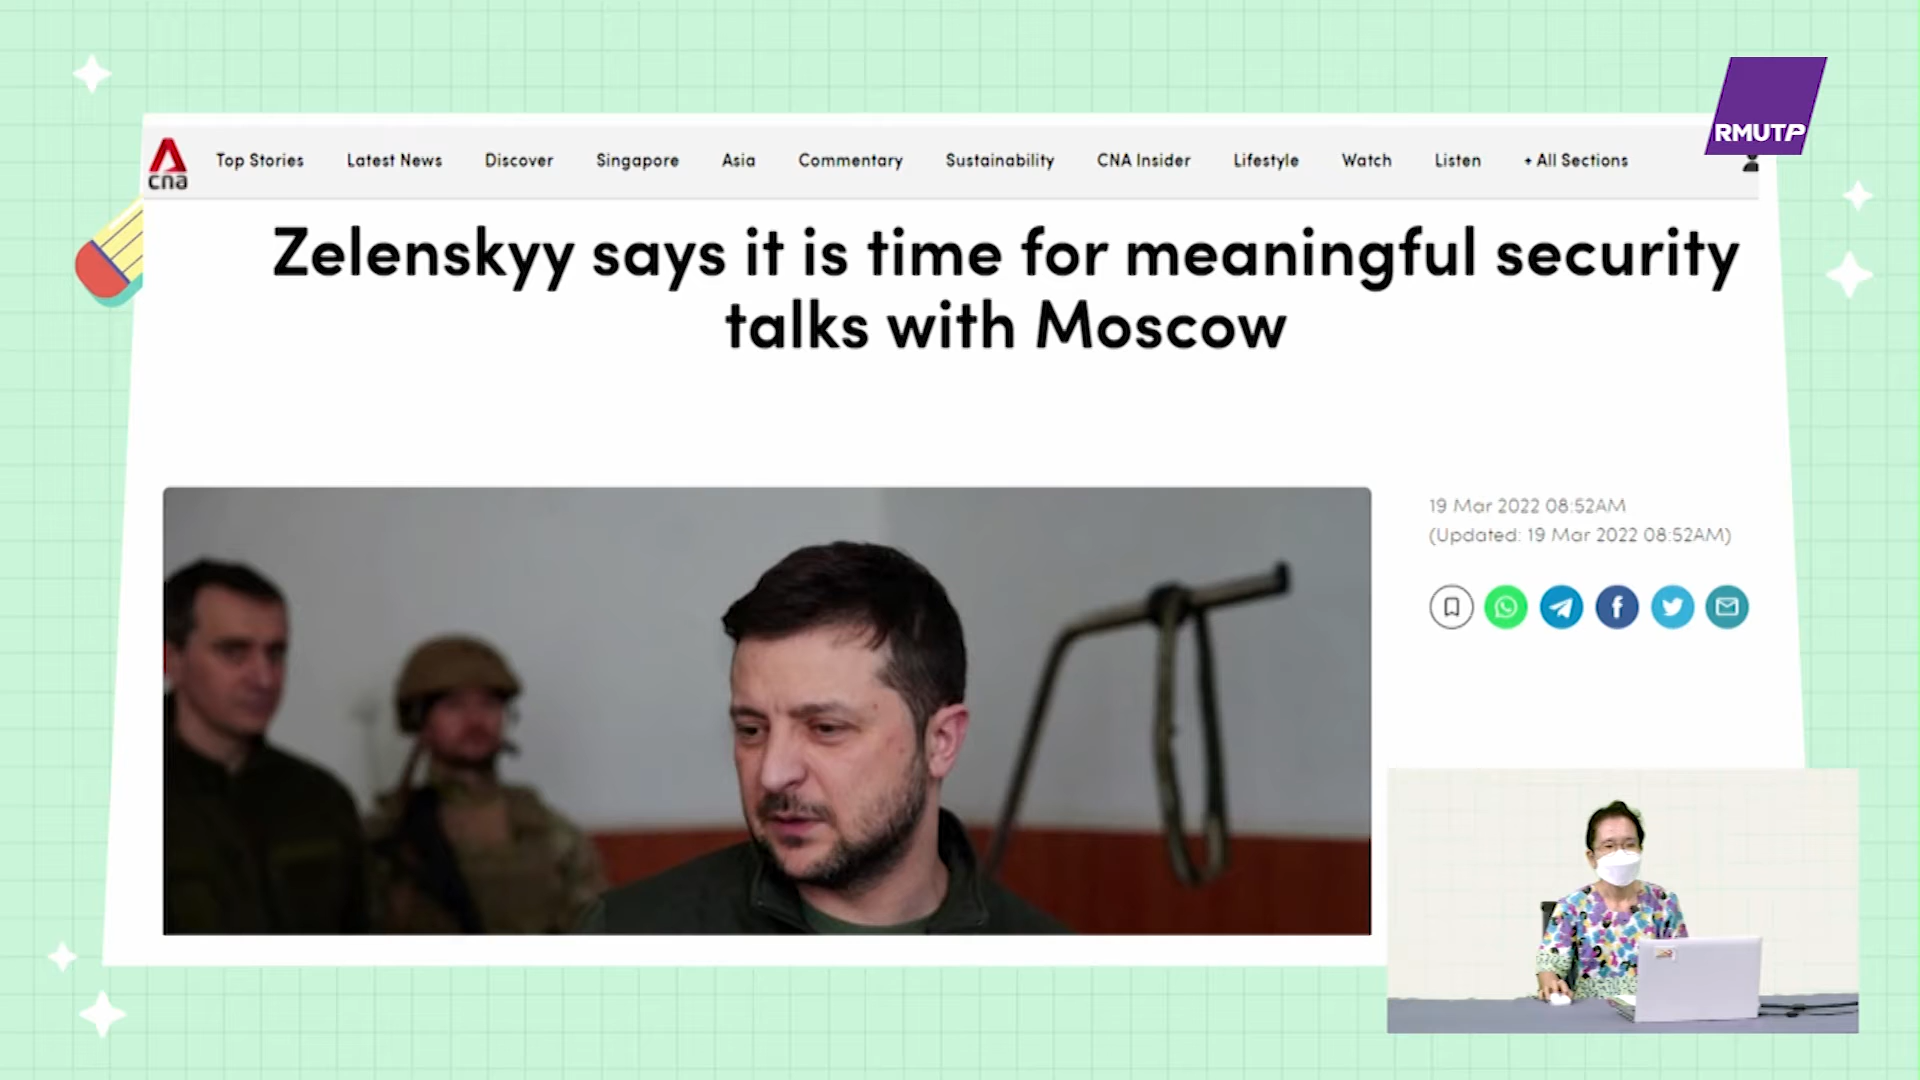 RMUTP
cna
Top Stories Latest News Discover Singapore Asia Commentary Sustainability CNA Insider Lifestyle Watch Listen + All Sections
Zelenskyy says it is time for meaningful security
talks with Moscow
19 Mar 2022 08:52AM
(Updated: 19 Mar 2022 08:52AM)